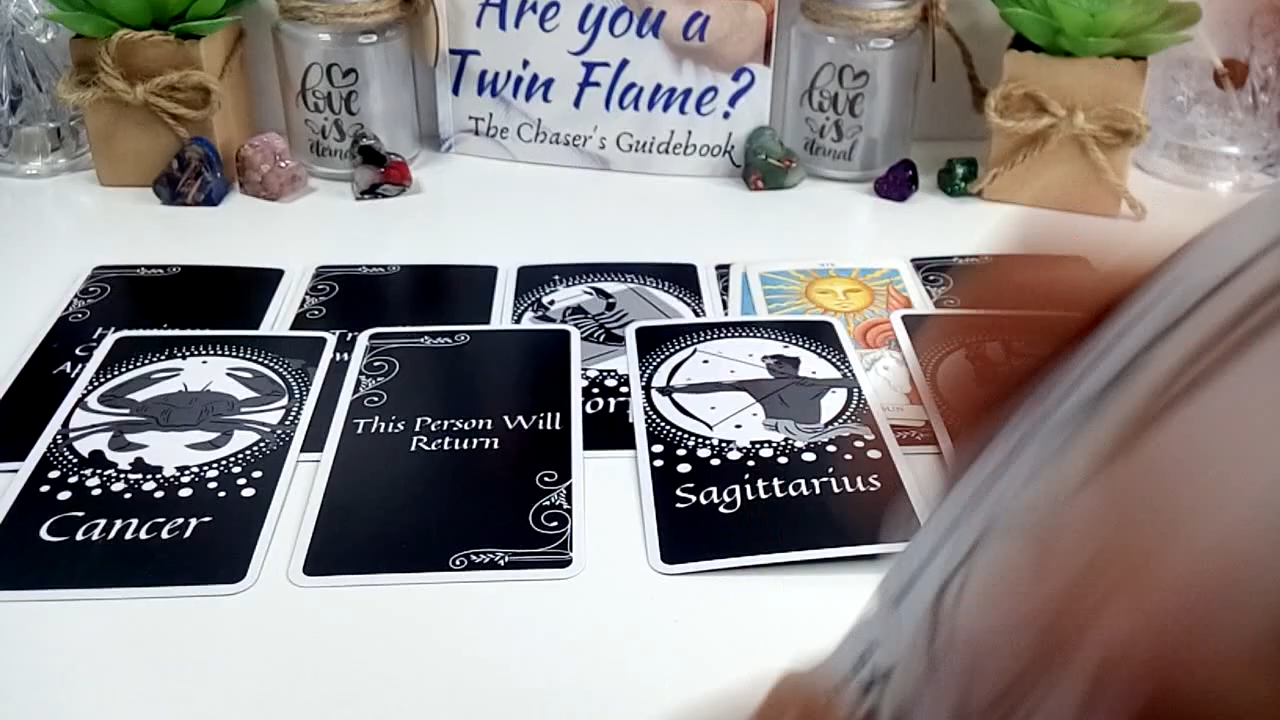 Are you a
Twin Flame?
The Chaser's Guidebook
love
is
eternal
love
is
eternal
Cancer
This Person Will
Return
Sagittarius